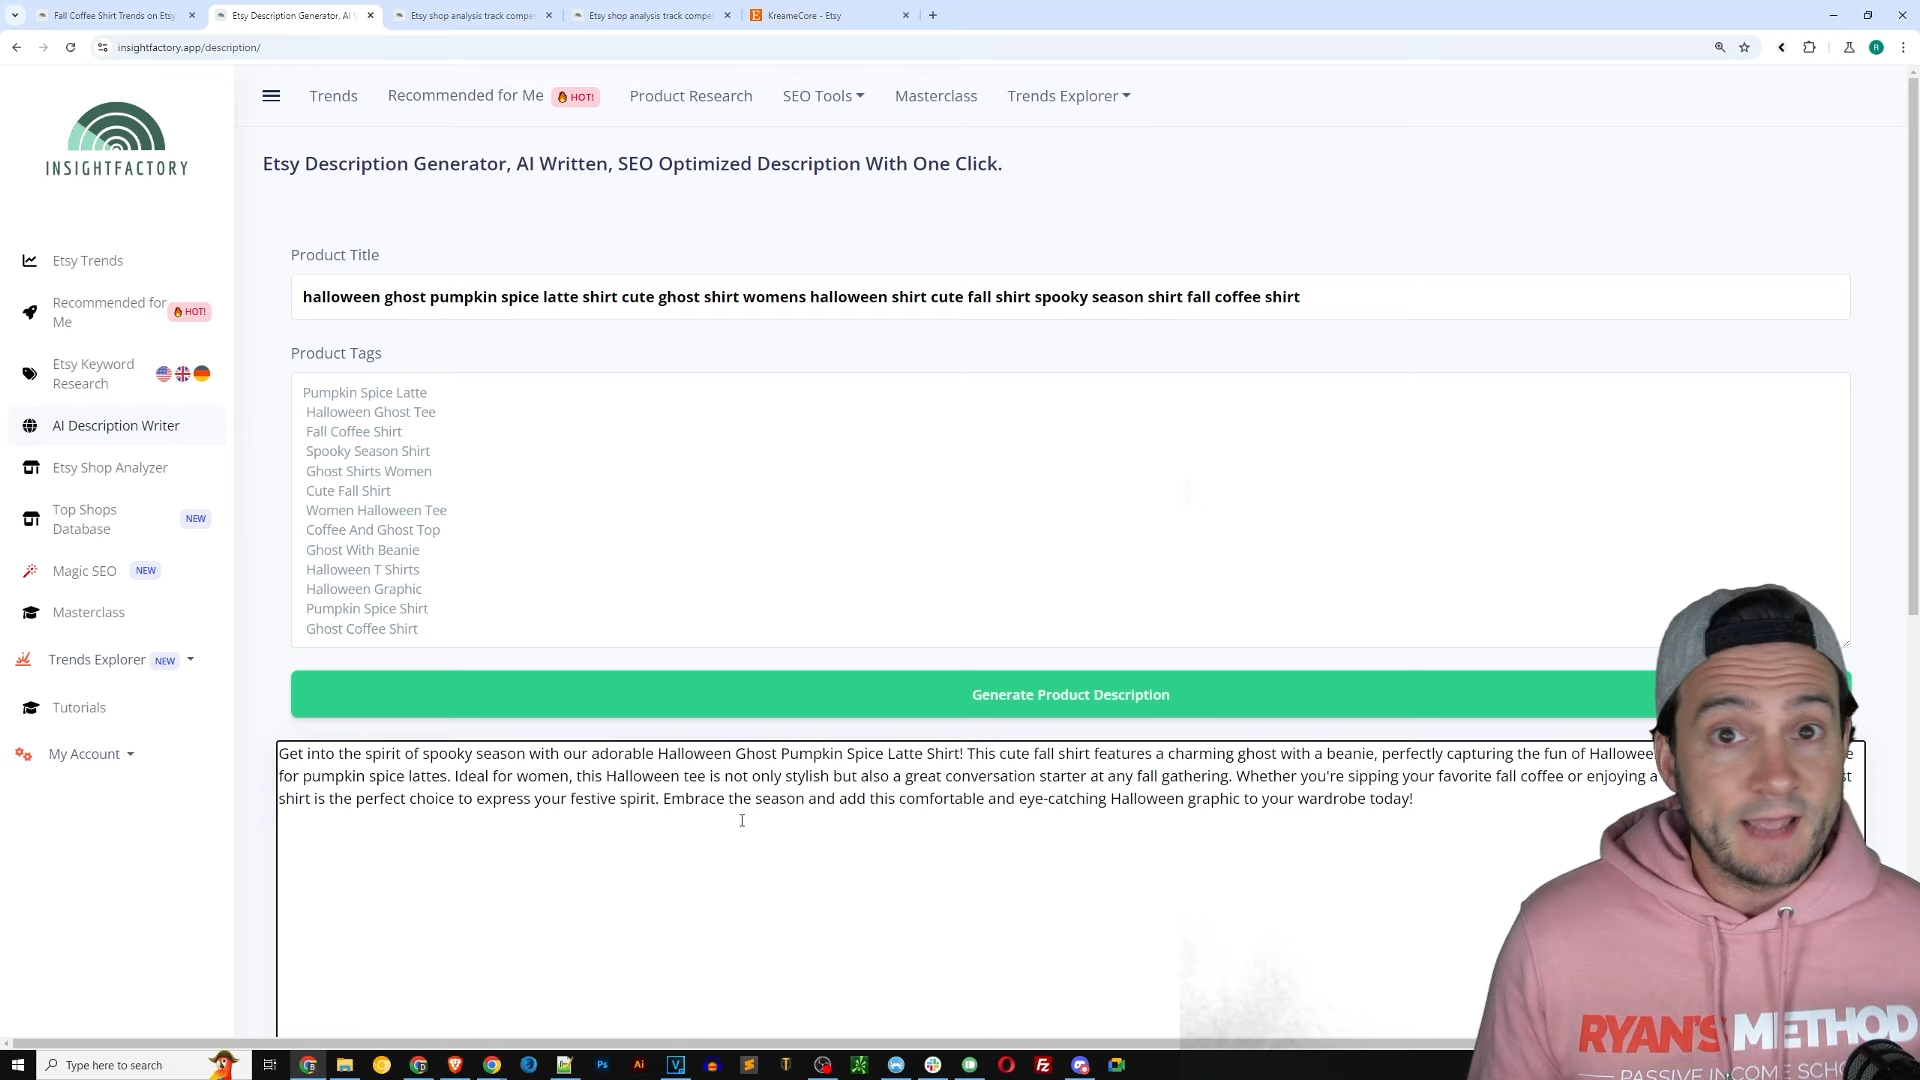 Fall Coffee Shirt Trends on Etsy
Etsy Description Generator, AI W
Etsy shop analysis track compet
Etsy shop analysis track compet
KreameCore - Etsy
insightfactory.app/description/
R
INSIGHTFACTORY
Trends
Recommended for Me HOT!
Product Research
SEO Tools
Masterclass
Trends Explorer
Etsy Description Generator, AI Written, SEO Optimized Description With One Click.
Etsy Trends
Recommended for
Me
HOT!
Etsy Keyword
Research
AI Description Writer
Etsy Shop Analyzer
Top Shops
Database
NEW
Magic SEO NEW
Masterclass
Trends Explorer NEW
Tutorials
My Account
Product Title
halloween ghost pumpkin spice latte shirt cute ghost shirt womens halloween shirt cute fall shirt spooky season shirt fall coffee shirt
Product Tags
Pumpkin Spice Latte
Halloween Ghost Tee
Fall Coffee Shirt
Spooky Season Shirt
Ghost Shirts Women
Cute Fall Shirt
Women Halloween Tee
Coffee And Ghost Top
Ghost With Beanie
Halloween T Shirts
Halloween Graphic
Pumpkin Spice Shirt
Ghost Coffee Shirt
Generate Product Description
Get into the spirit of spooky season with our adorable Halloween Ghost Pumpkin Spice Latte Shirt! This cute fall shirt features a charming ghost with a beanie, perfectly capturing the fun of
for pumpkin spice lattes. Ideal for women, this Halloween tee is not only stylish but also a great conversation starter at any fall gathering. Whether you're sipping your favorite fall coffee or enjoying a
shirt is the perfect choice to express your festive spirit. Embrace the season and add this comfortable and eye-catching Halloween graphic to your wardrobe today!
RYAN'S METHOD
PASSIVE INCOME
Type here to search
Ps
Ai